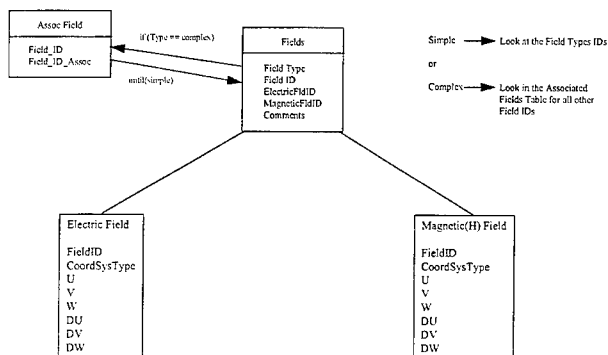 Assoc Field
Field_ID
Field_ID_Assoc
if(Type == complex)
until(simple)
Fields
Field Type
Field ID
ElectricFldID
MagneticFldID
Comments
Simple
Look at the Field Types IDs
or
Complex
Look in the Associated
Fields Table for all other
Field IDs
Electric Field
FieldID
CoordSysType
U
V
W
DU
DV
DW
Magnetic(H) Field
FieldID
CoordSysType
U
V
W
DU
DV
DW